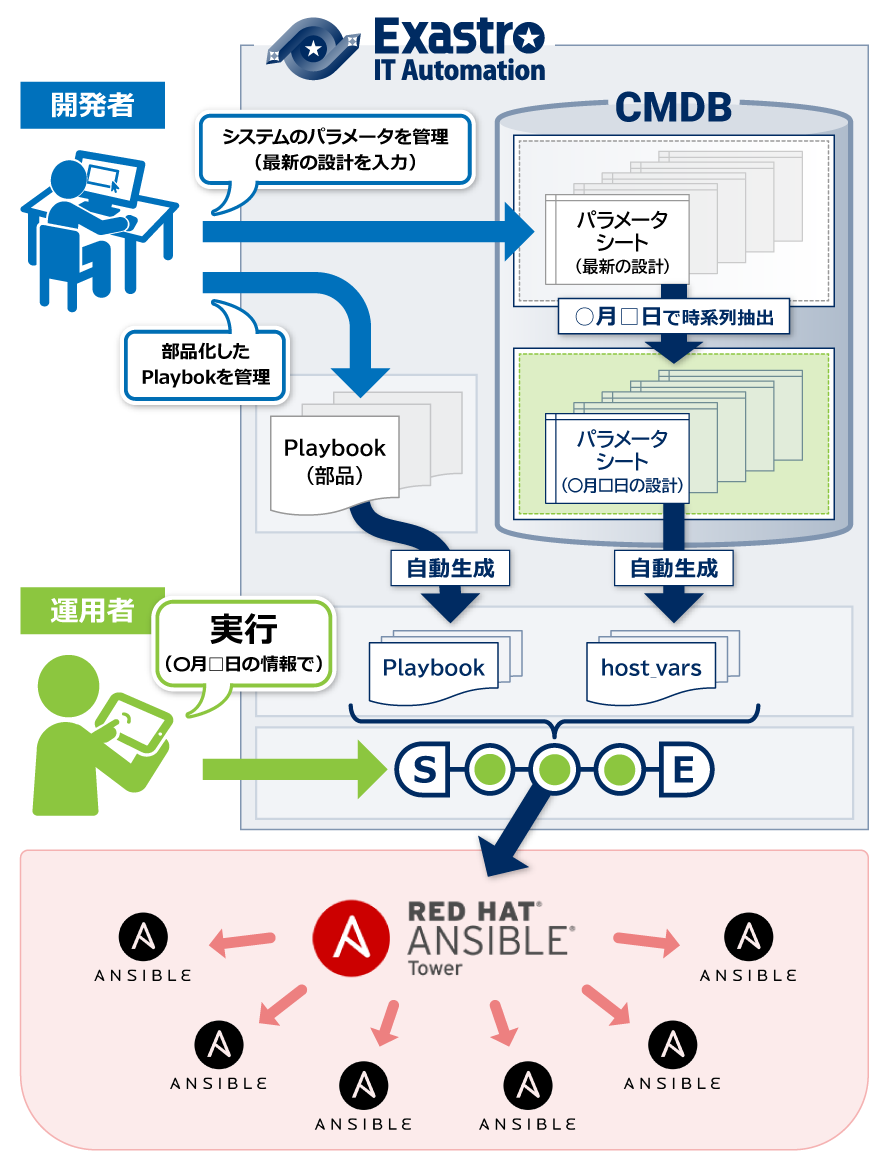 Exastro
IT Automation
開発者
CMDB
システムのパラメータを管理
（最新の設計を入力）
パラメータ
シート
（最新の設計）
〇月□日で時系列抽出
部品化した
Playbokを管理
Playbook
（部品）
パラメータ
シート
（〇月□日の設計）
自動生成
自動生成
運用者
実行
（〇月□日の情報で）
Playbook
host_vars
S
E
RED HAT®
ANSIBLE®
Tower
ANSIBLE
ANSIBLE
ANSIBLE
ANSIBLE
ANSIBLE
ANSIBLE